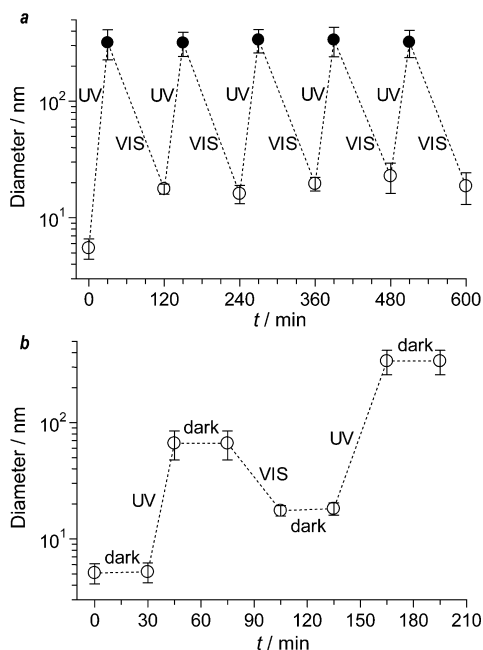 a
Diameter / nm
10²
10¹
UV UV UV UV UV
VIS VIS VIS VIS VIS
0 120 240 360 480 600
t / min
b
Diameter / nm
10²
10¹
dark
dark
UV
VIS
dark
UV
dark
0 30 60 90 120 150 180 210
t / min